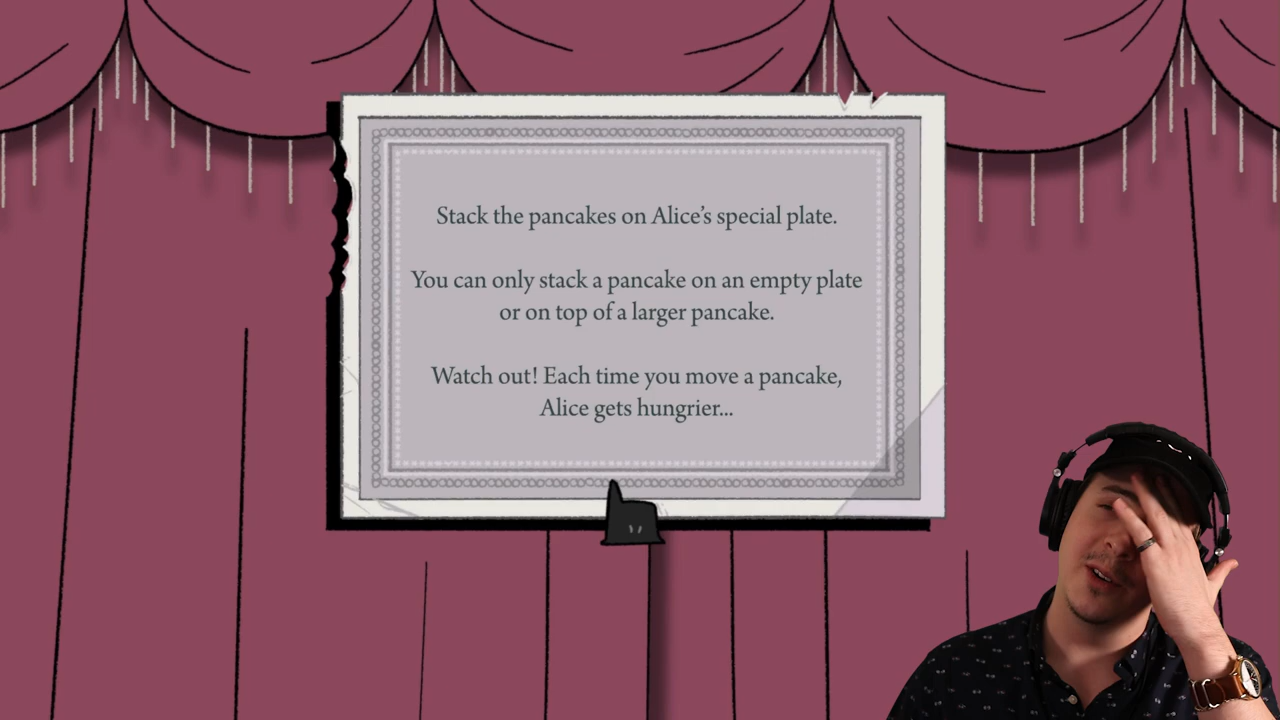 Stack the pancakes on Alice’s special plate.
You can only stack a pancake on an empty plate
or on top of a larger pancake.
Watch out! Each time you move a pancake,
Alice gets hungrier...